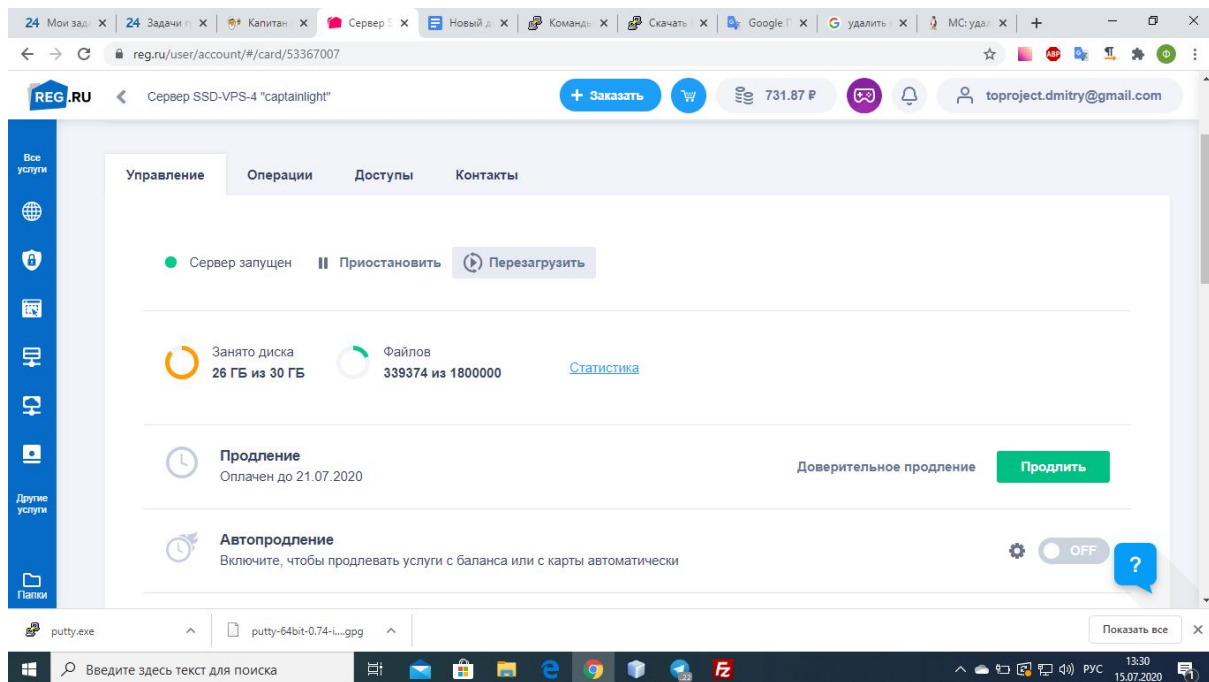 24 Мои зад
24 Задачи г
Капитан
Сервер S
Новый д
Команды
Скачать
Google П
удалить
МС: удал
reg.ru/user/account/#/card/53367007
REG.RU
Сервер SSD-VPS-4 "captainlight"
+ Заказать
731.87 ₽
toproject.dmitry@gmail.com
Все
услуги
Управление Операции Доступы Контакты
Сервер запущен Приостановить Перезагрузить
Занято диска
26 ГБ из 30 ГБ
Файлов
339374 из 1800000
Статистика
Продление
Оплачен до 21.07.2020
Доверительное продление
Продлить
Другие
услуги
Автопродление
Включите, чтобы продлевать услуги с баланса или с карты автоматически
OFF
?
Папки
putty.exe
putty-64bit-0.74-i....gpg
Показать все
Введите здесь текст для поиска
РУС
13:30
15.07.2020